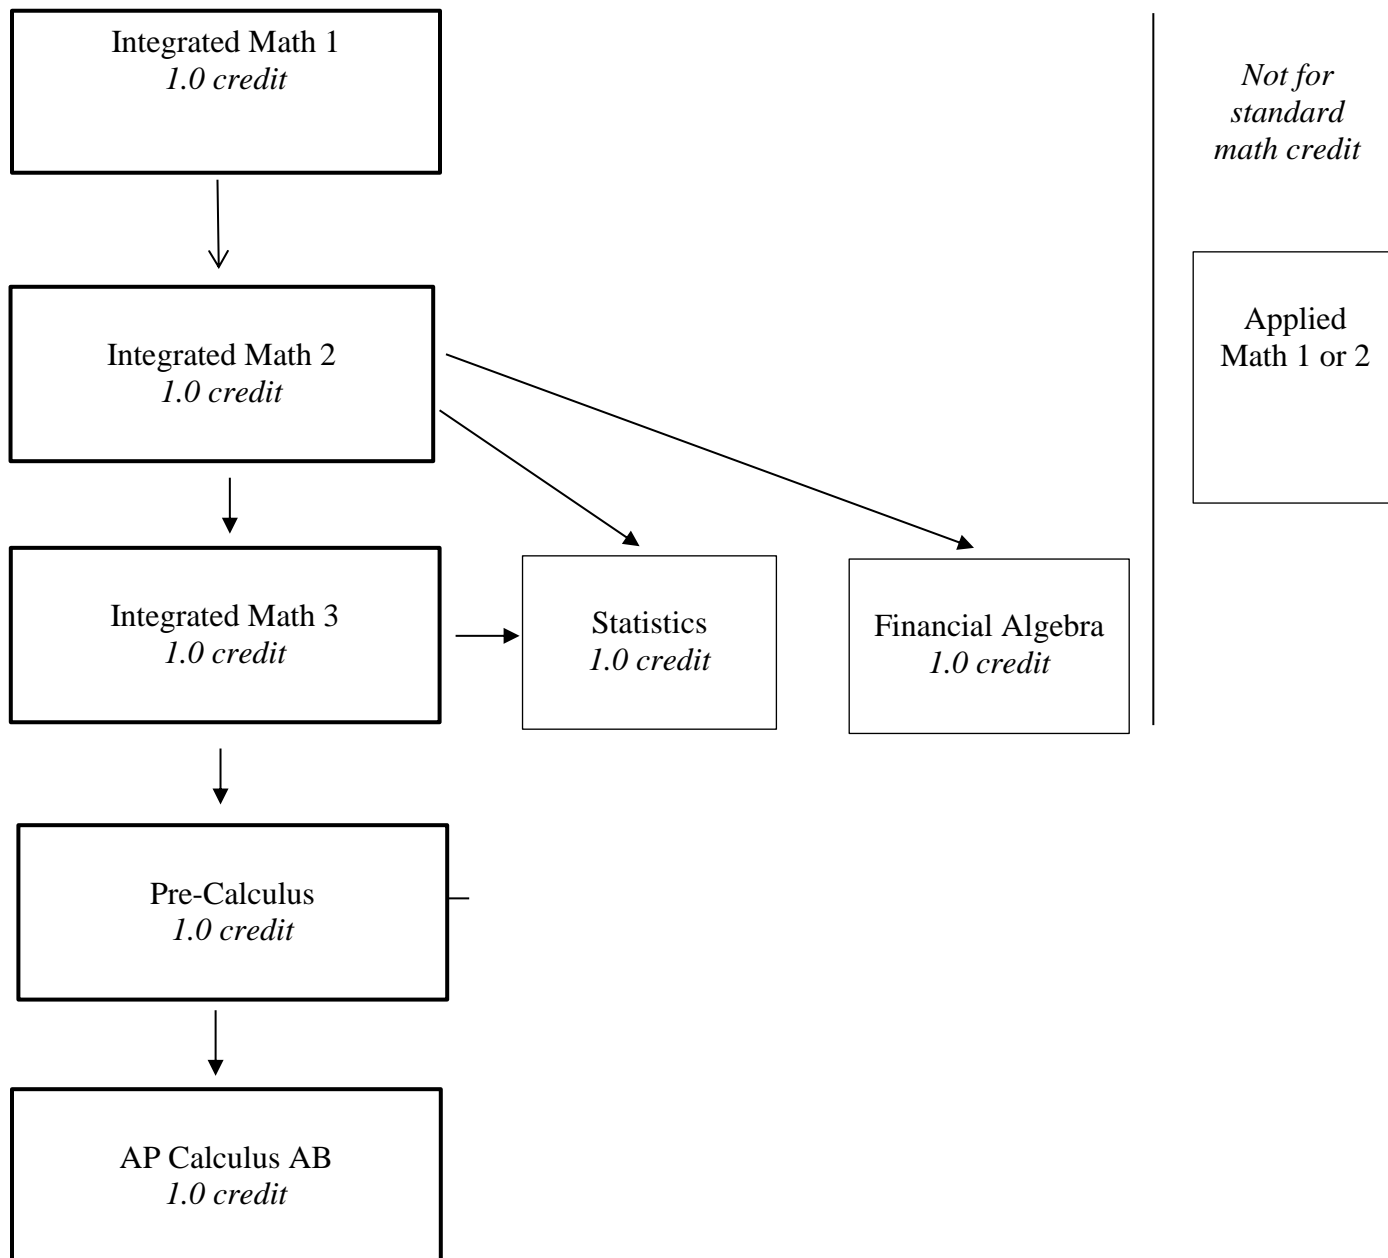 Integrated Math 1
1.0 credit
Not for
standard
math credit
Integrated Math 2
1.0 credit
Applied
Math 1 or 2
Integrated Math 3
1.0 credit
Statistics
1.0 credit
Financial Algebra
1.0 credit
Pre-Calculus
1.0 credit
AP Calculus AB
1.0 credit